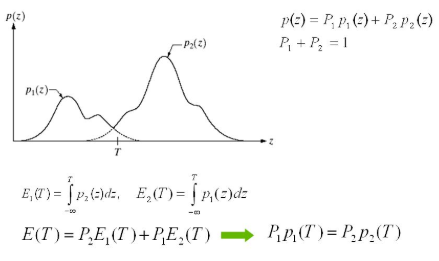 p(z)
p(z) = P₁ p₁(z) + P₂ p₂(z)
P₁ + P₂ = 1
p₂(z)
p₁(z)
T
z
E₁(T) = ∫_{-∞}^{T} p₂(z)dz, E₂(T) = ∫_{-∞}^{T} p₁(z)dz
E(T) = P₂E₁(T) + P₁E₂(T) P₁p₁(T) = P₂p₂(T)